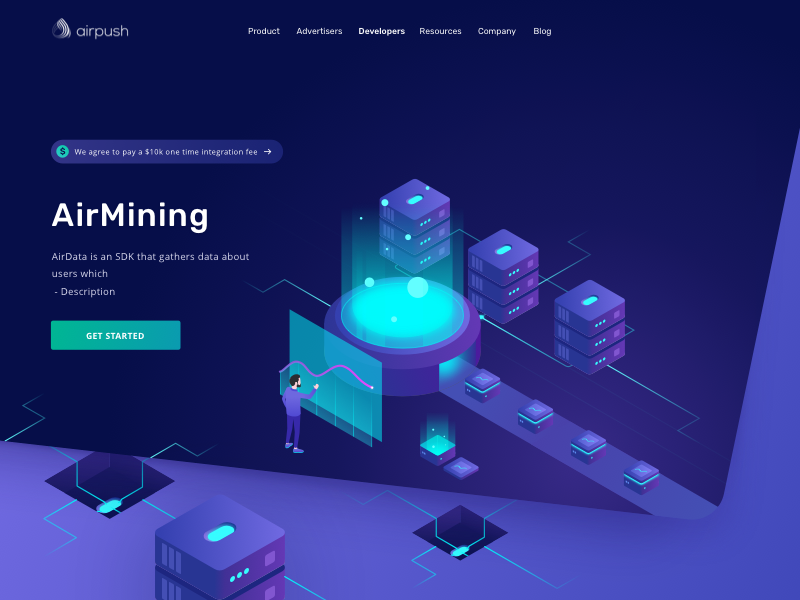 airpush
Product Advertisers Developers Resources Company Blog
$ We agree to pay a $10k one time integration fee →
AirMining
AirData is an SDK that gathers data about
users which
- Description
GET STARTED